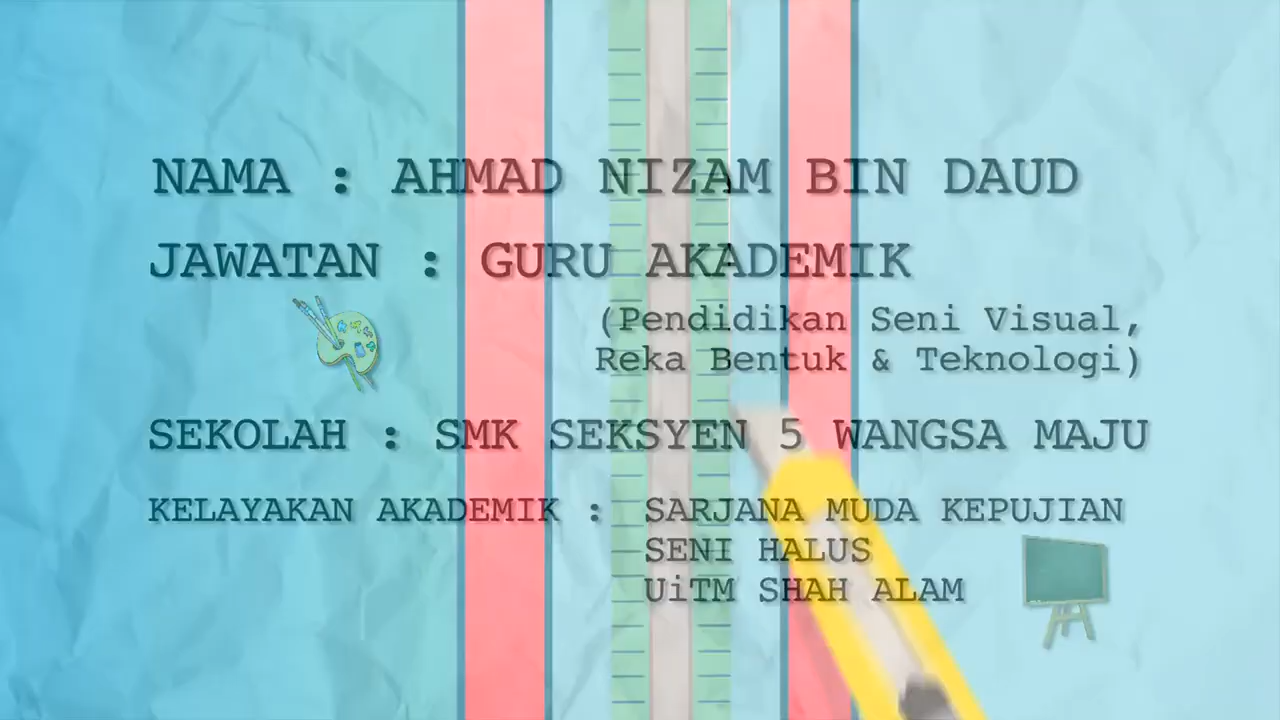 NAMA : AHMAD NIZAM BIN DAUD
JAWATAN : GURU AKADEMIK
(Pendidikan Seni Visual,
Reka Bentuk & Teknologi)
SEKOLAH : SMK SEKSYEN 5 WANGSA MAJU
KELAYAKAN AKADEMIK : SARJANA MUDA KEPUJIAN
SENI HALUS
UiTM SHAH ALAM